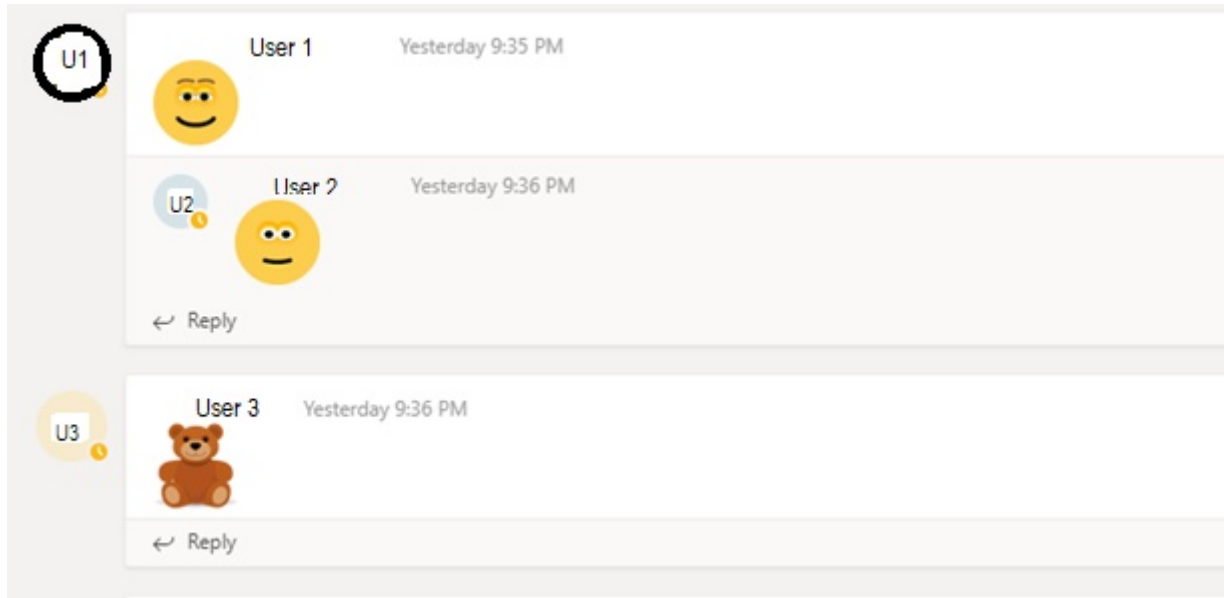 U1
User 1 Yesterday 9:35 PM
U2
User 2 Yesterday 9:36 PM
Reply
U3
User 3 Yesterday 9:36 PM
Reply